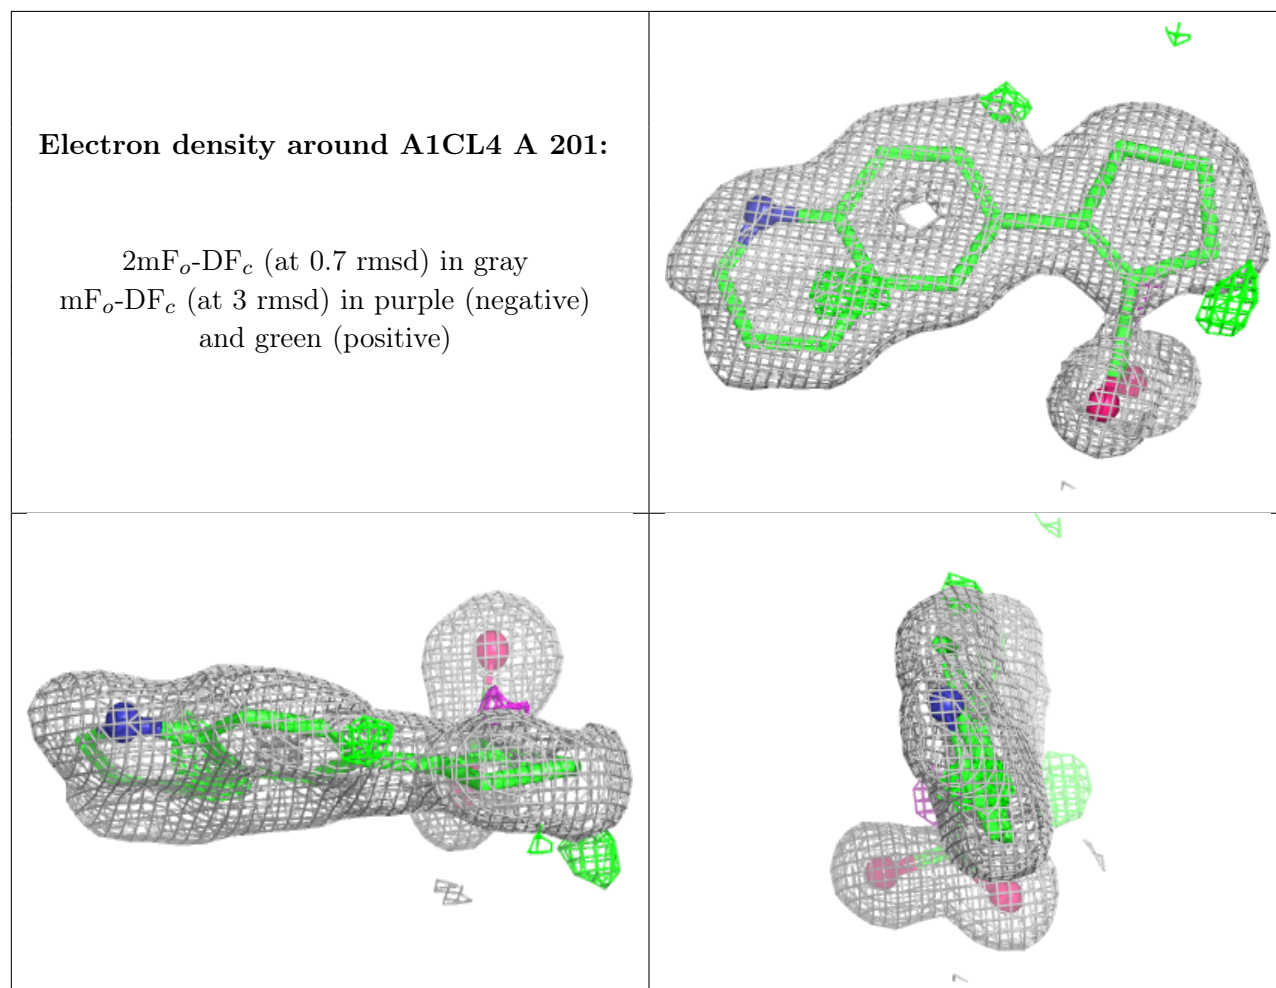 Electron density around A1CL4 A 201:
2mFo-DFc (at 0.7 rmsd) in gray
mFo-DFc (at 3 rmsd) in purple (negative)
and green (positive)